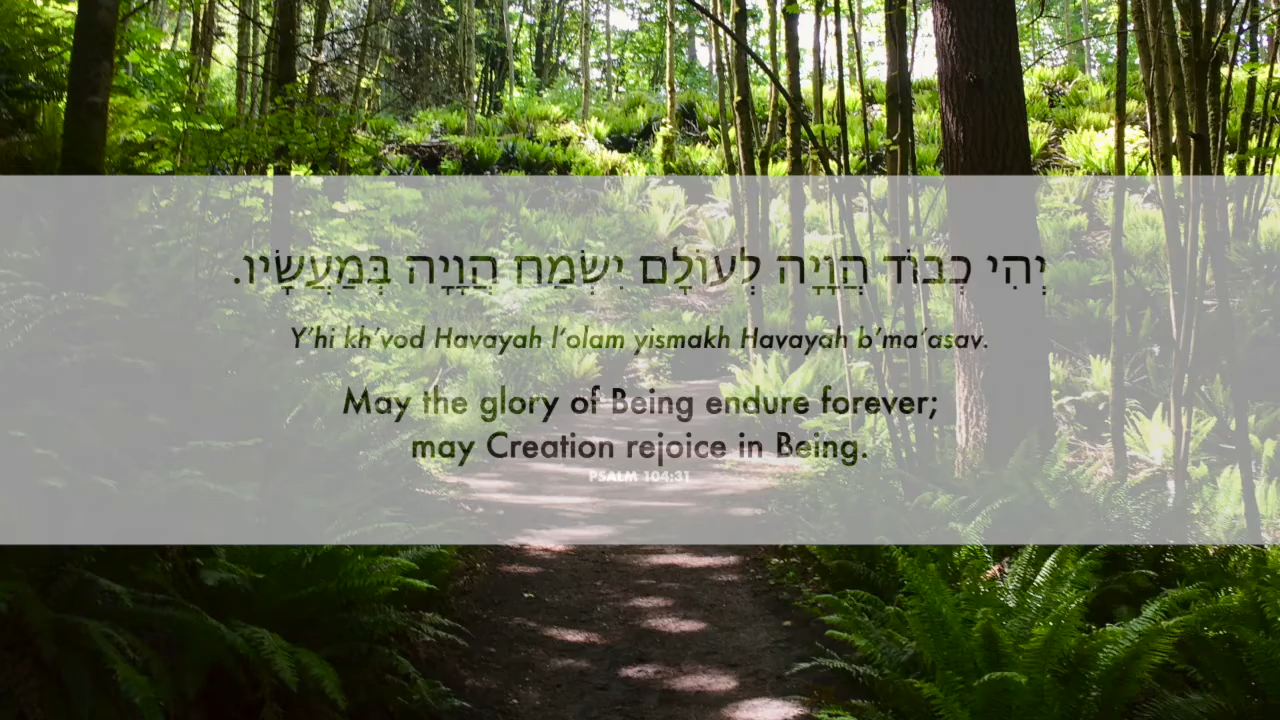 יְהִי כְבוֹד הֲוָיָה לְעוֹלָם יִשְׂמַח הֲוָיָה בְּמַעֲשָׂיו.
Y’hi kh’vod Havayah l’olam yismakh Havayah b’ma’asav.
May the glory of Being endure forever;
may Creation rejoice in Being.
PSALM 104:31